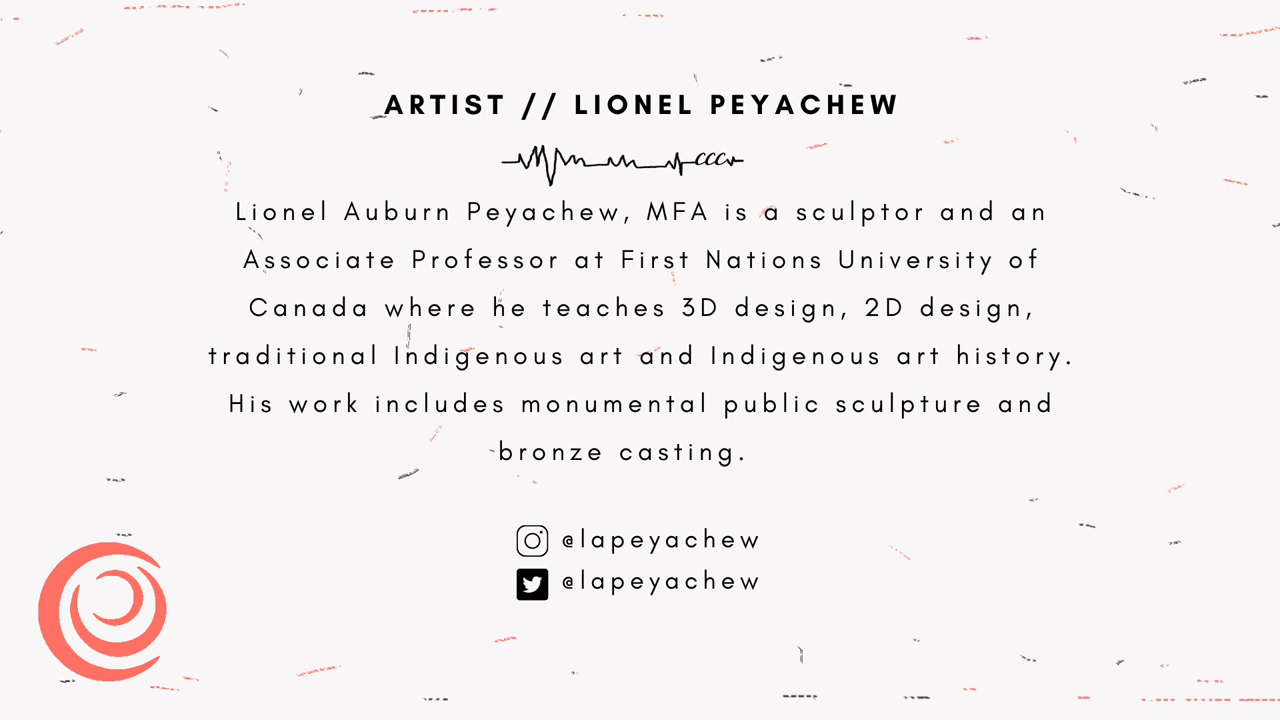 ARTIST // LIONEL PEYACHEW
Lionel Auburn Peyachew, MFA is a sculptor and an
Associate Professor at First Nations University of
Canada where he teaches 3D design, 2D design,
traditional Indigenous art and Indigenous art history.
His work includes monumental public sculpture and
bronze casting.
@lapeyachew
@lapeyachew